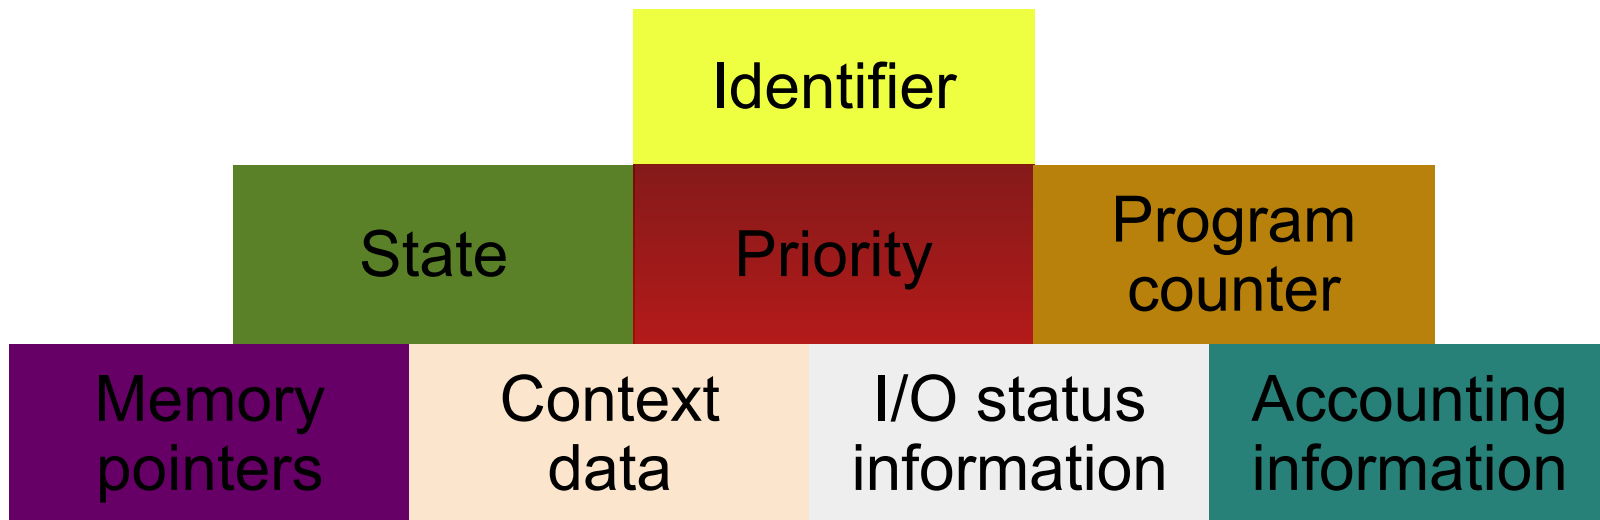 Identifier
State
Priority
Program
counter
Memory
pointers
Context
data
I/O status
information
Accounting
information